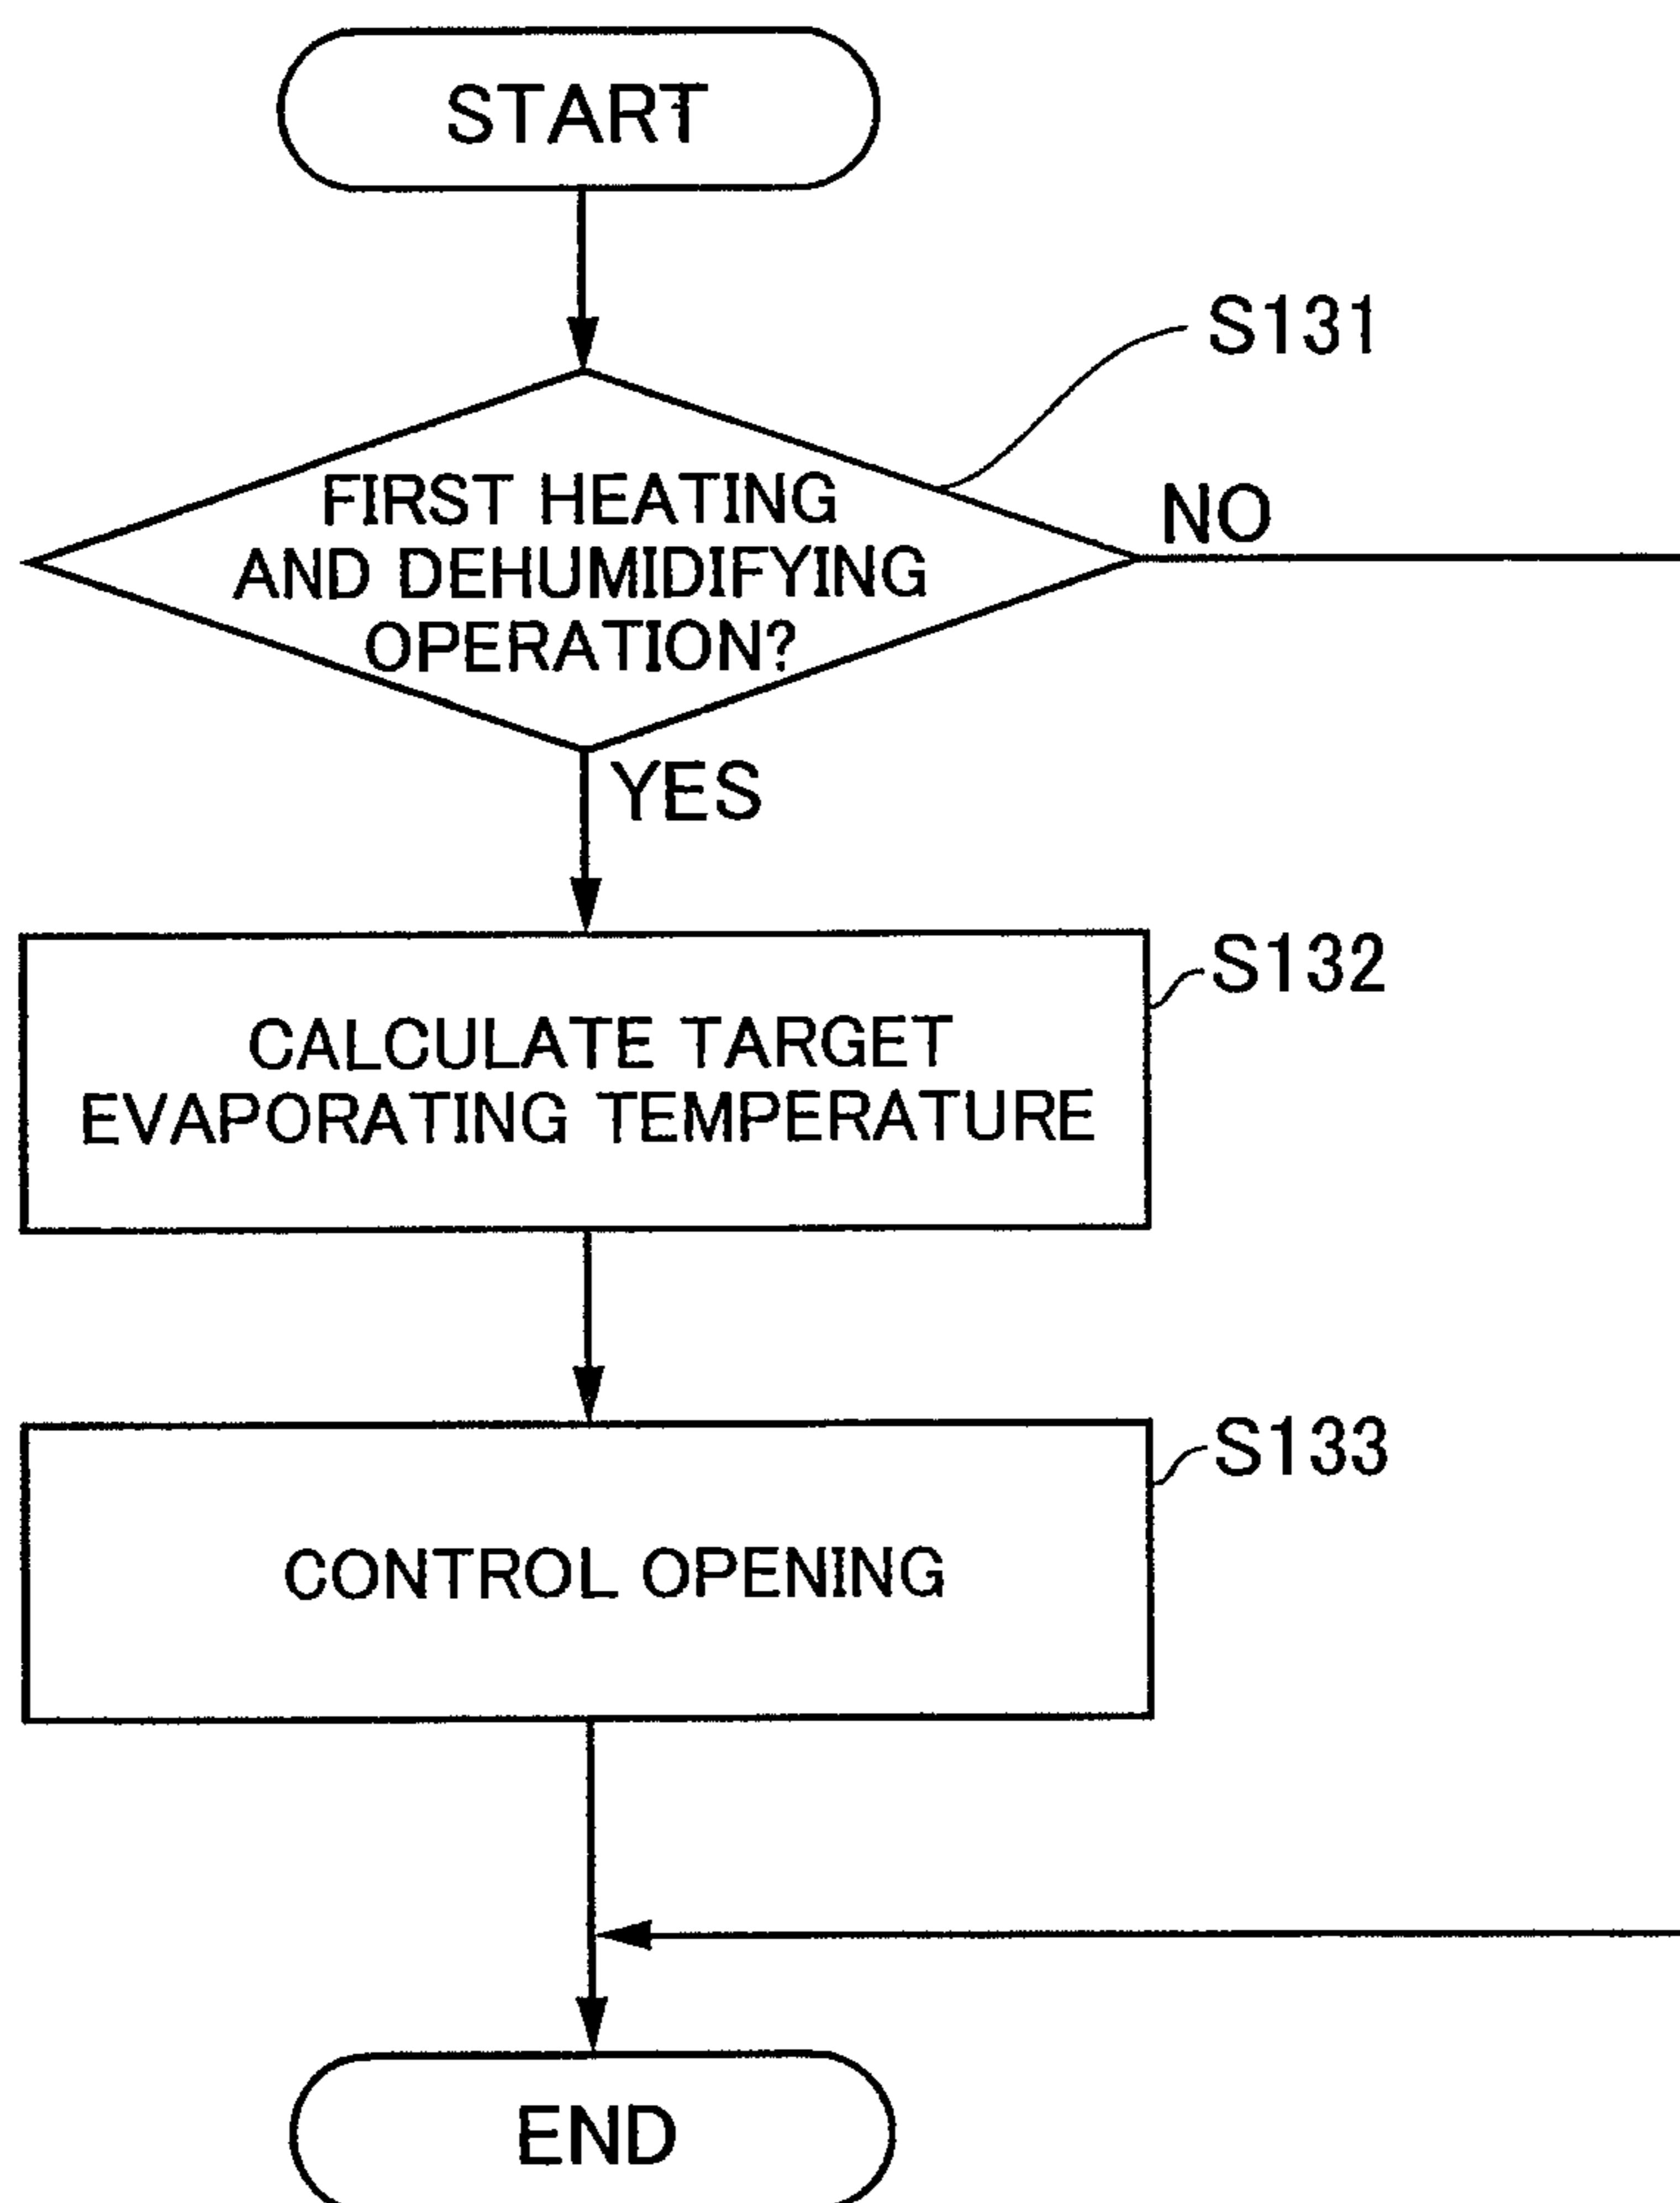 START
S131
FIRST HEATING
AND DEHUMIDIFYING
OPERATION?
NO
YES
S132
CALCULATE TARGET
EVAPORATING TEMPERATURE
S133
CONTROL OPENING
END